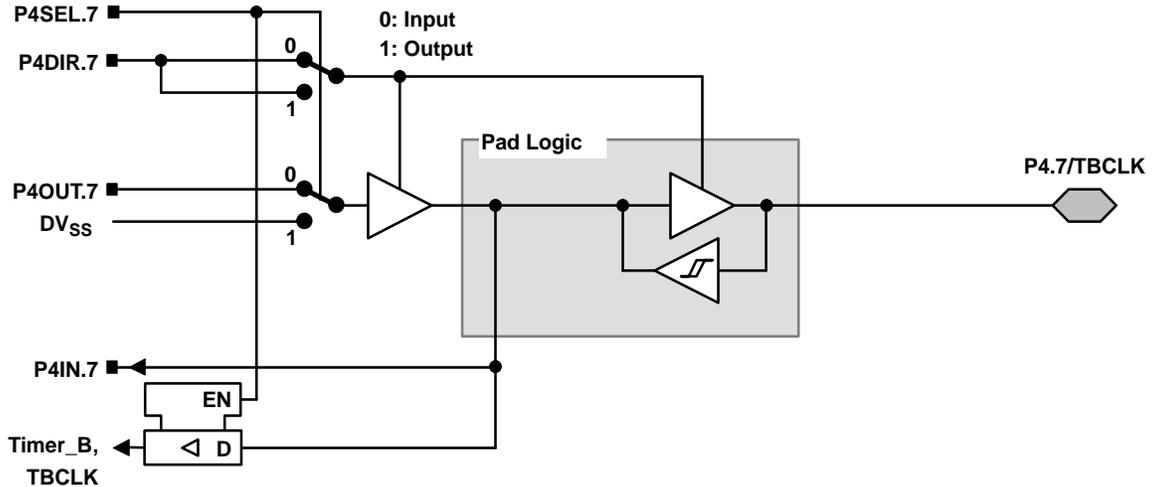 P4SEL.7
0: Input
1: Output
P4DIR.7
0
1
Pad Logic
P4.7/TBCLK
P4OUT.7
0
DVSS
1
P4IN.7
EN
Timer_B,
D
TBCLK